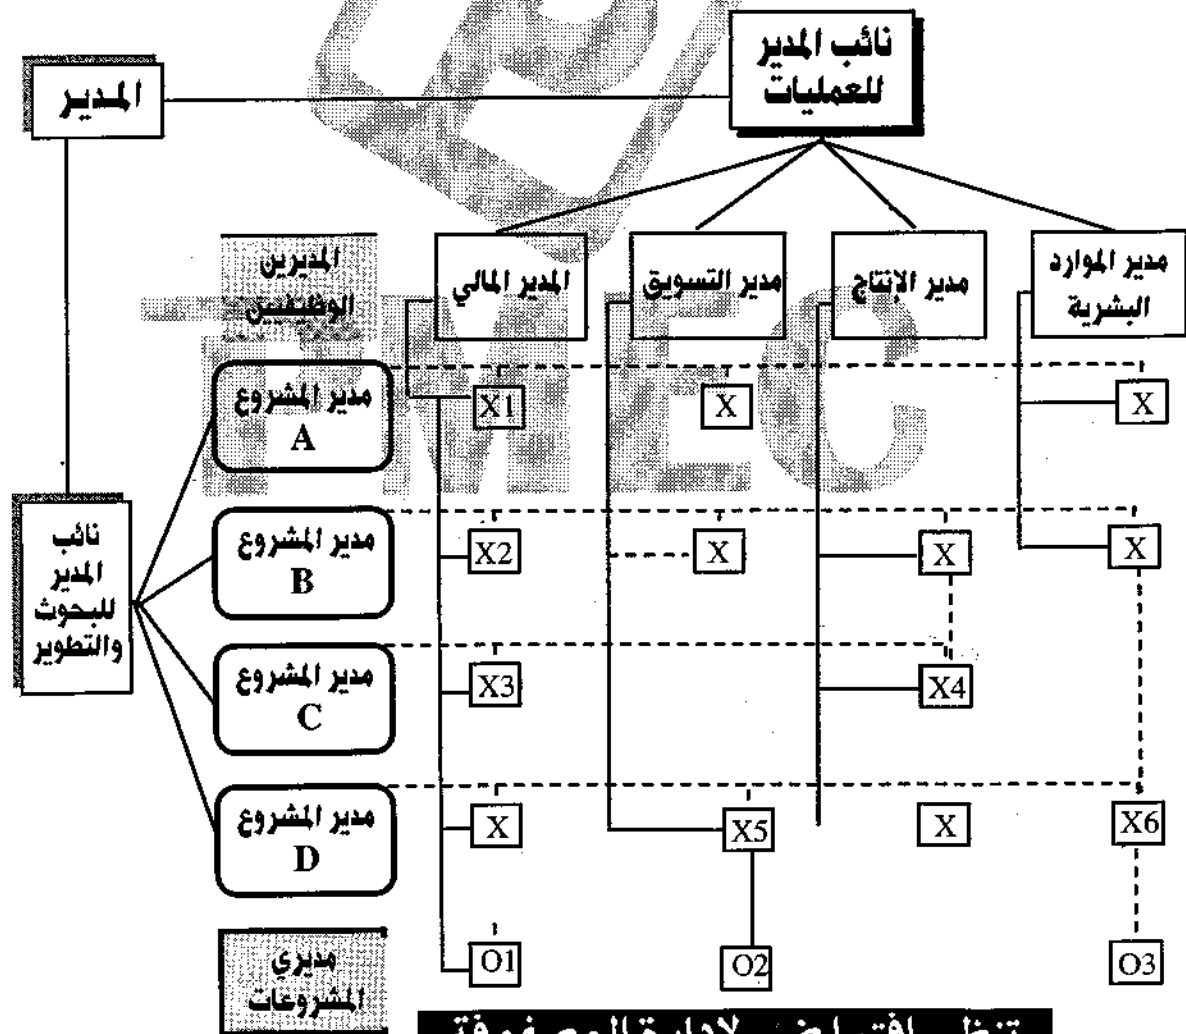 نائب المدير
للعمليات
المدير
مدير الموارد
البشرية
مدير الإنتاج
مدير التسويق
المدير المالي
المديرين
الوظيفيين
مدير المشروع
A
X1
X
X
نائب
المدير
للبحوث
والتطوير
مدير المشروع
B
X2
X
X
X
مدير المشروع
C
X3
X4
مدير المشروع
D
X
X5
X
X6
مديري
المشروعات
O1
O2
O3
TMEC